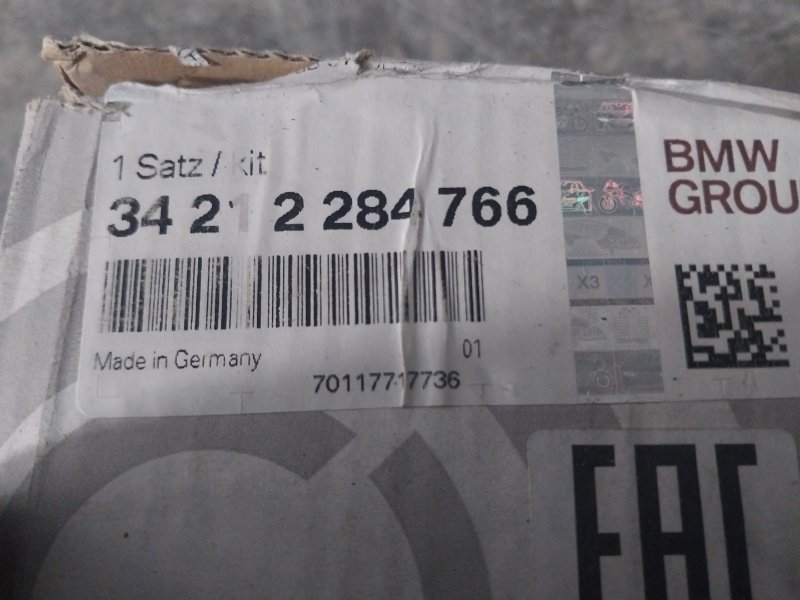 1 Satz / kit
34 21 2 284 766
Made in Germany
01
70117717736
X3
BMW
GROU
EAC